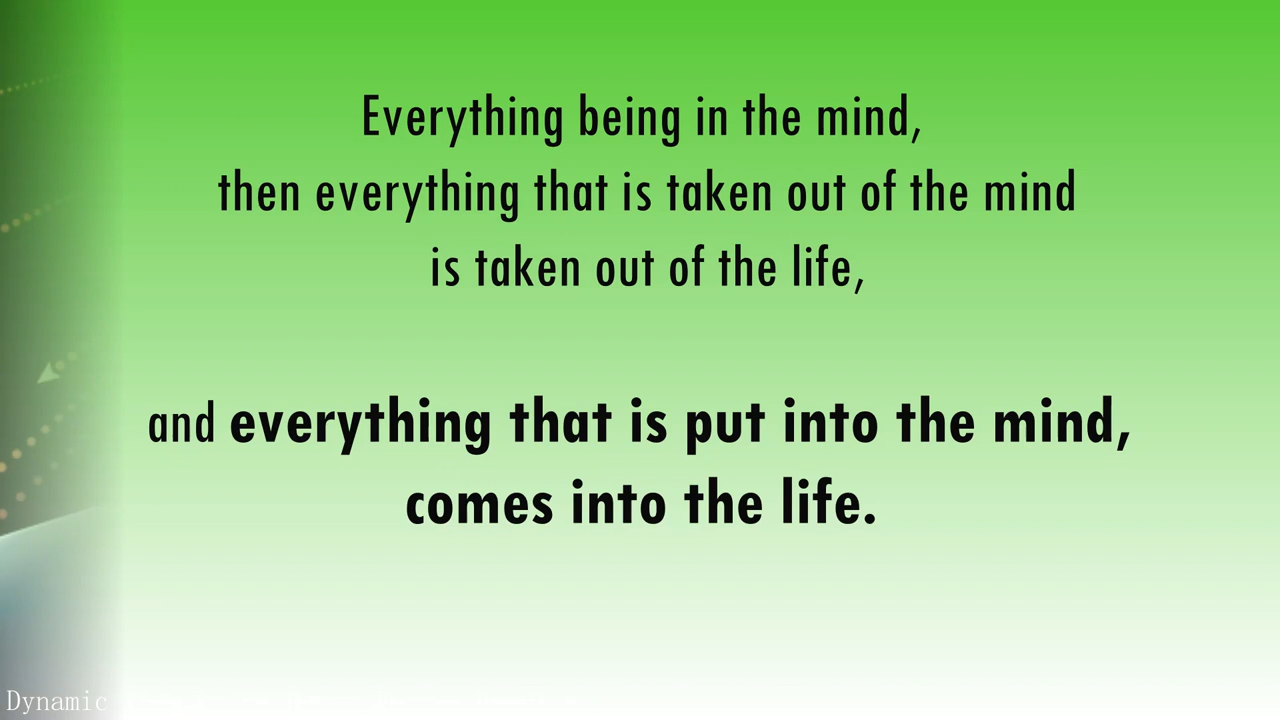 Everything being in the mind,
then everything that is taken out of the mind
is taken out of the life,
and everything that is put into the mind,
comes into the life.
Dynamic